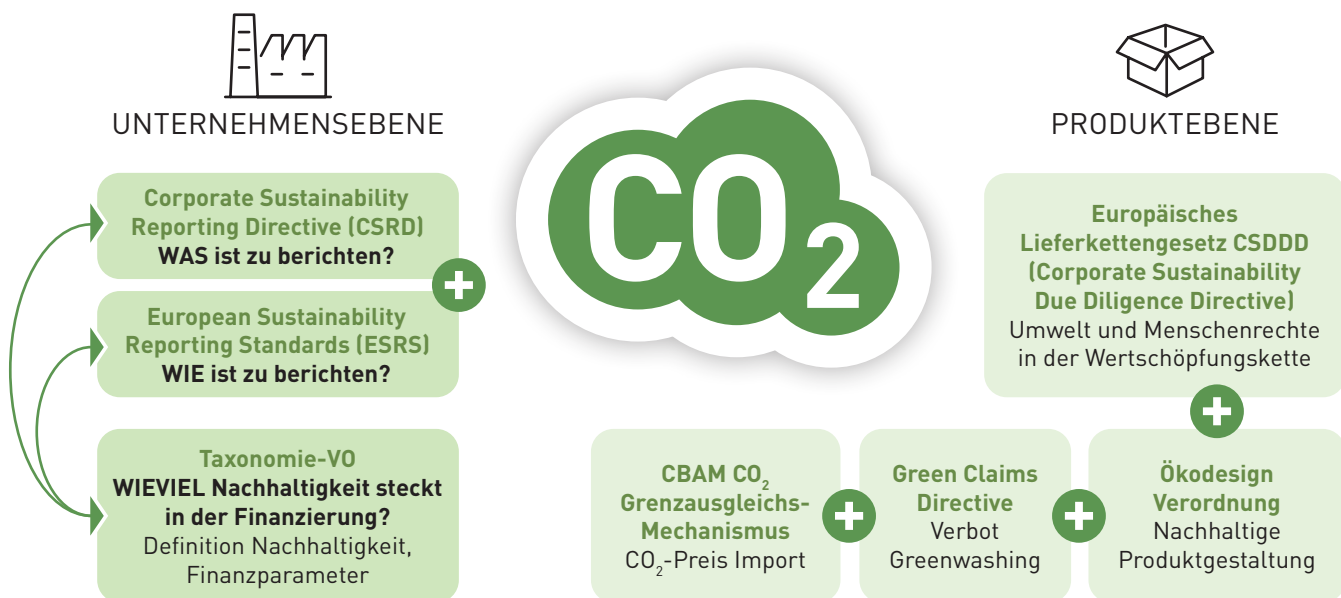 UNTERNEHMENSEBENE
Corporate Sustainability
Reporting Directive (CSRD)
WAS ist zu berichten?
European Sustainability
Reporting Standards (ESRS)
WIE ist zu berichten?
Taxonomie-VO
WIEVIEL Nachhaltigkeit steckt
in der Finanzierung?
Definition Nachhaltigkeit,
Finanzparameter
CO₂
PRODUKTEBENE
Europäisches
Lieferkettengesetz CSDDD
(Corporate Sustainability
Due Diligence Directive)
Umwelt und Menschenrechte
in der Wertschöpfungskette
CBAM CO₂
Grenzausgleichs-
Mechanismus
CO₂-Preis Import
Green Claims
Directive
Verbot
Greenwashing
Ökodesign
Verordnung
Nachhaltige
Produktgestaltung